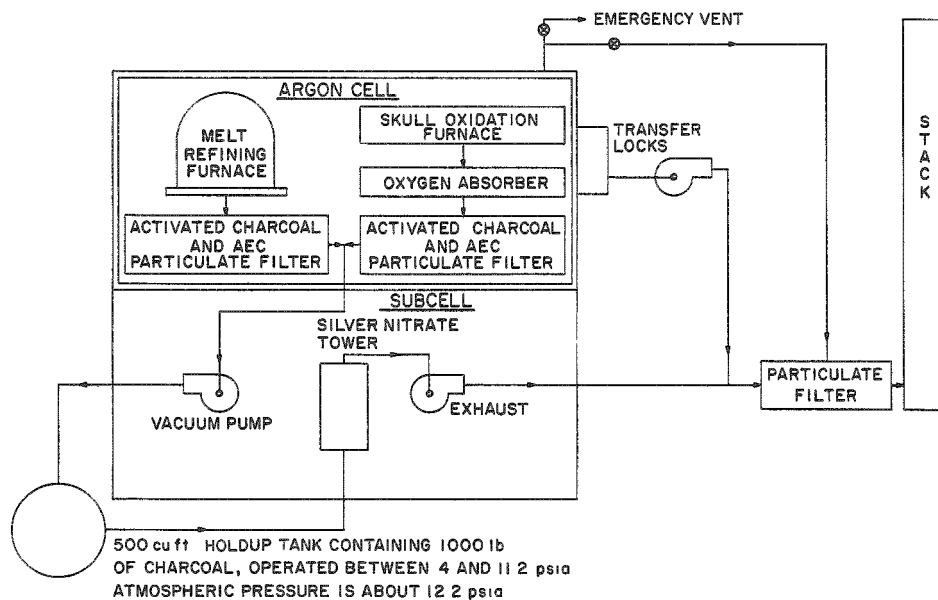 EMERGENCY VENT
ARGON CELL
MELT
REFINING
FURNACE
SKULL OXIDATION
FURNACE
OXYGEN ABSORBER
TRANSFER
LOCKS
STACK
ACTIVATED CHARCOAL
AND AEC
PARTICULATE FILTER
ACTIVATED CHARCOAL
AND AEC
PARTICULATE FILTER
SUBCELL
SILVER NITRATE
TOWER
VACUUM PUMP
EXHAUST
PARTICULATE
FILTER
500 cu ft HOLDUP TANK CONTAINING 1000 lb
OF CHARCOAL, OPERATED BETWEEN 4 AND 11 2 psia
ATMOSPHERIC PRESSURE IS ABOUT 12 2 psia